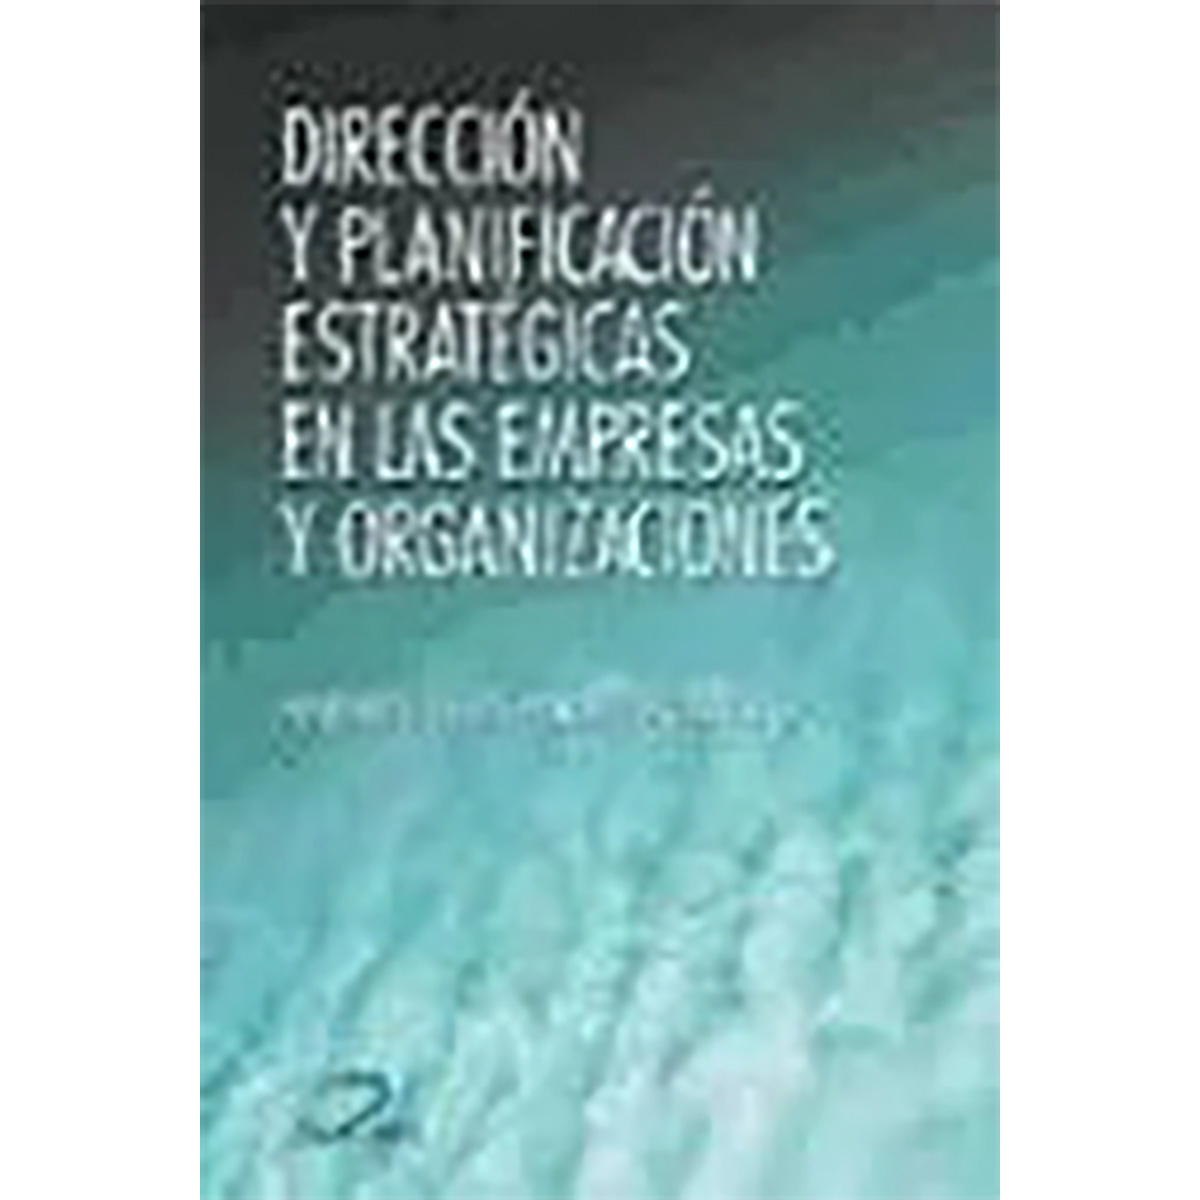 DIRECCIÓN
Y PLANIFICACIÓN
ESTRATÉGICAS
EN LAS EMPRESAS
Y ORGANIZACIONES